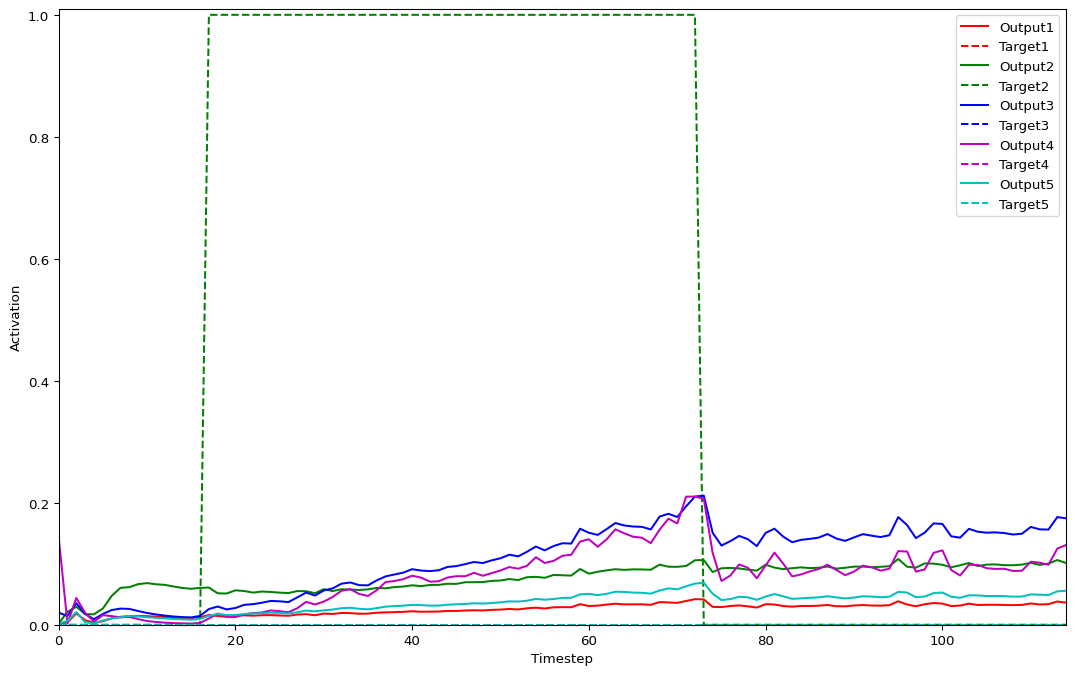 1.0
0.8
0.6
0.4
0.2
0.0
Activation
0
20
40
60
80
100
Timestep
Output1
Target1
Output2
Target2
Output3
Target3
Output4
Target4
Output5
Target5